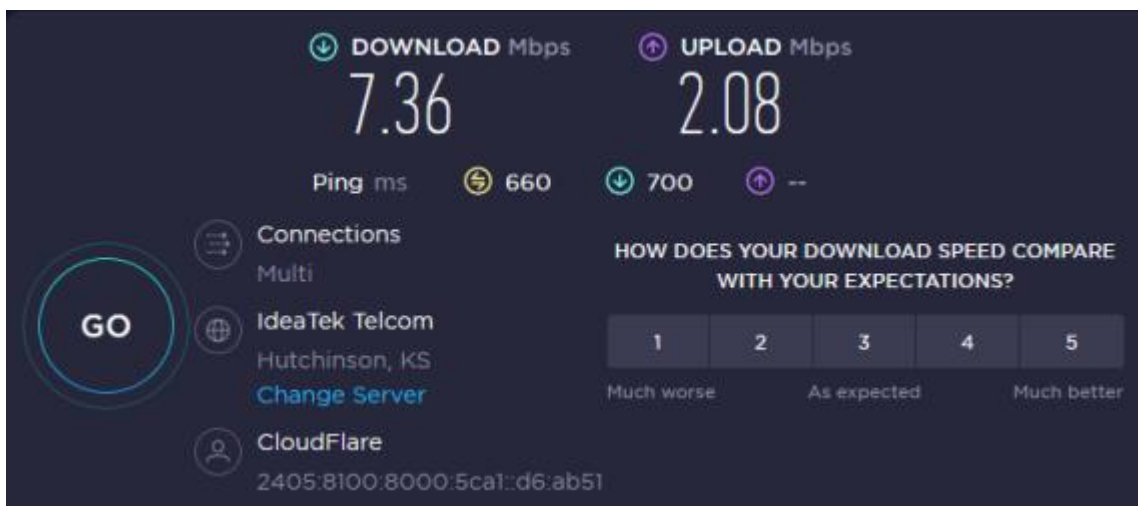 DOWNLOAD Mbps
7.36
UPLOAD Mbps
2.08
Ping ms 660 700 --
GO
Connections
Multi
IdeaTek Telcom
Hutchinson, KS
Change Server
CloudFlare
2405:8100:8000:5ca1::d6:ab51
HOW DOES YOUR DOWNLOAD SPEED COMPARE
WITH YOUR EXPECTATIONS?
1 2 3 4 5
Much worse As expected Much better